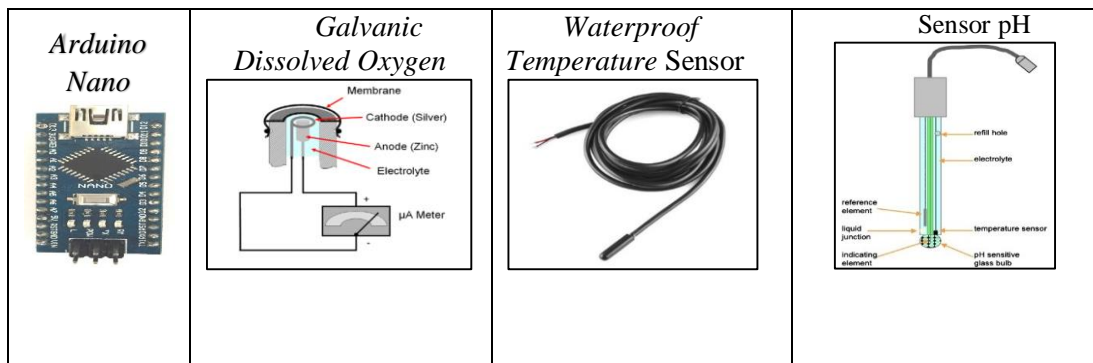 Arduino
Nano
NANO
Galvanic
Dissolved Oxygen
Membrane
Cathode (Silver)
Anode (Zinc)
Electrolyte
+
µA Meter
-
Waterproof
Temperature Sensor
Sensor pH
refill hole
electrolyte
reference
element
liquid
junction
temperature sensor
indicating
element
pH sensitive
glass bulb